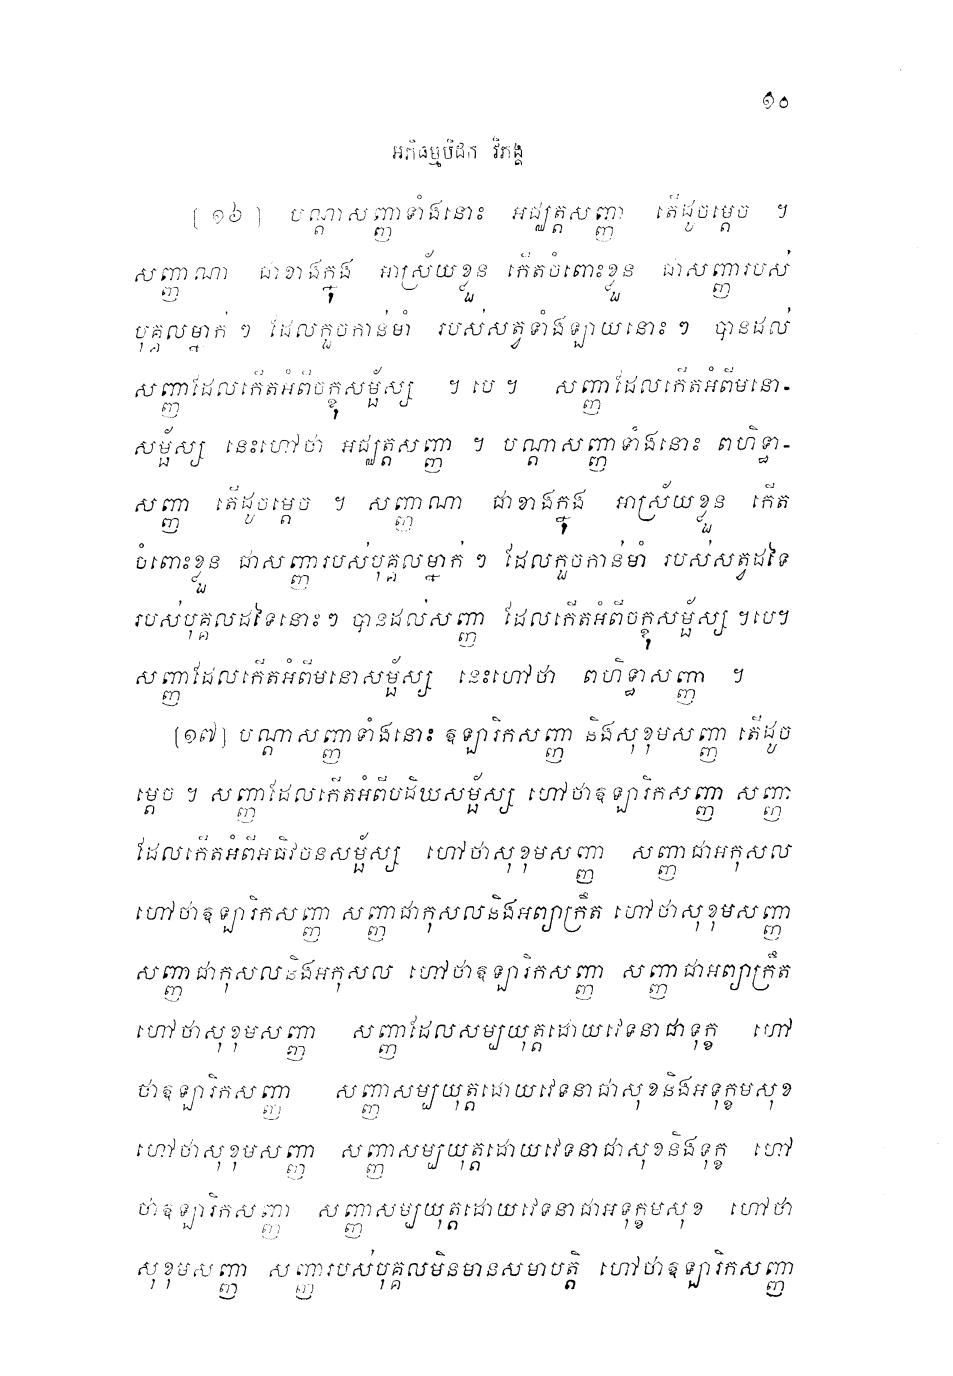 ១០
អភិធម្មបិដក វិភង្គ
[ ១៦ ] បណ្តាសញ្ញាទាំងនោះ អជ្ឈត្តសញ្ញា តើដូចម្តេច ។
សញ្ញាណា ជាខាងក្នុង អាស្រ័យខ្លួន កើតចំពោះខ្លួន ជាសញ្ញារបស់
បុគ្គលម្នាក់ ៗ ដែលកួចកាន់មាំ របស់សត្វទាំងឡាយនោះ ៗ បានដល់
សញ្ញាដែលកើតអំពីចក្ខុសម្ផ័ស្ស ។ បេ ។ សញ្ញាដែលកើតអំពីមនោ-
សម្ផ័ស្ស នេះហៅថា អជ្ឈត្តសញ្ញា ។ បណ្តាសញ្ញាទាំងនោះ ពហិទ្ធា-
សញ្ញា តើដូចម្តេច ។ សញ្ញាណា ជាខាងក្នុង អាស្រ័យខ្លួន កើត
ចំពោះខ្លួន ជាសញ្ញារបស់បុគ្គលម្នាក់ ៗ ដែលកួចកាន់មាំ របស់សត្វដទៃ
របស់បុគ្គលដទៃនោះ ៗ បានដល់សញ្ញា ដែលកើតអំពីចក្ខុសម្ផ័ស្ស ។បេ។
សញ្ញាដែលកើតអំពីមនោសម្ផ័ស្ស នេះហៅថា ពហិទ្ធាសញ្ញា ។
[១៧] បណ្តាសញ្ញាទាំងនោះ ឱឡារិកសញ្ញា និងសុខុមសញ្ញា តើដូច
ម្តេច ។ សញ្ញាដែលកើតអំពីបដិឃសម្ផ័ស្ស ហៅថាឱឡារិកសញ្ញា សញ្ញា
ដែលកើតអំពីអធិវចនសម្ផ័ស្ស ហៅថាសុខុមសញ្ញា សញ្ញាជាអកុសល
ហៅថាឱឡារិកសញ្ញា សញ្ញាជាកុសលនិងអព្យាក្រឹត ហៅថាសុខុមសញ្ញា
សញ្ញាជាកុសលនិងអកុសល ហៅថាឱឡារិកសញ្ញា សញ្ញាជាអព្យាក្រឹត
ហៅថាសុខុមសញ្ញា សញ្ញាដែលសម្បយុត្តដោយវេទនាជាទុក្ខ ហៅ
ថាឱឡារិកសញ្ញា សញ្ញាសម្បយុត្តដោយវេទនាជាសុខនិងអទុក្ខមសុខ
ហៅថាសុខុមសញ្ញា សញ្ញាសម្បយុត្តដោយវេទនាជាសុខនិងទុក្ខ ហៅ
ថាឱឡារិកសញ្ញា សញ្ញាសម្បយុត្តដោយវេទនាជាអទុក្ខមសុខ ហៅថា
សុខុមសញ្ញា សញ្ញារបស់បុគ្គលមិនមានសមាបត្តិ ហៅថាឱឡារិកសញ្ញា